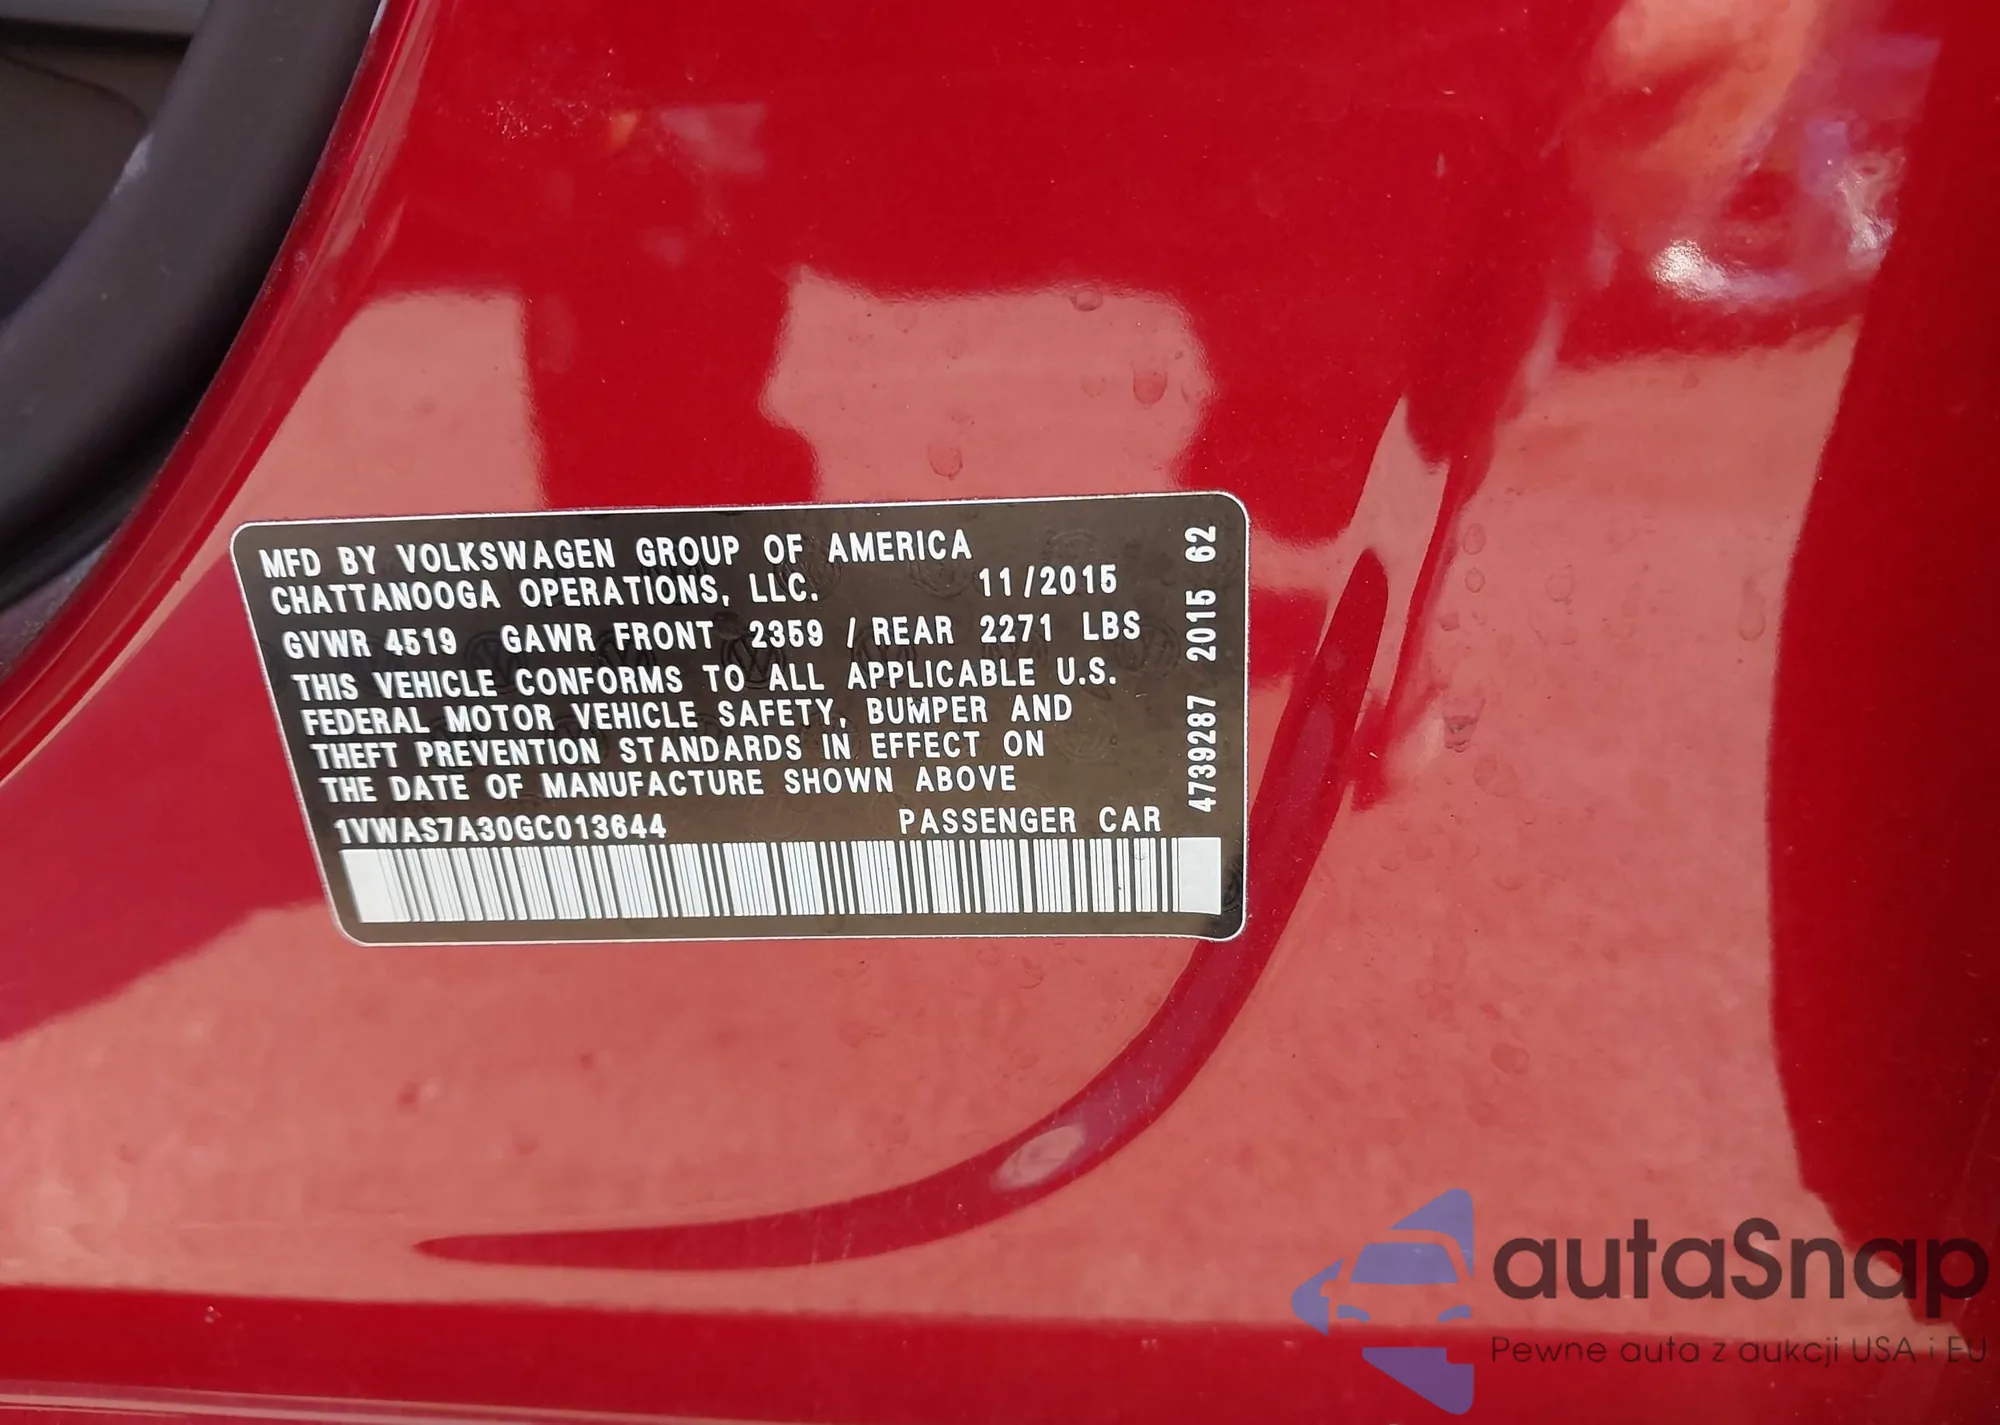 MFD BY VOLKSWAGEN GROUP OF AMERICA
CHATTANOOGA OPERATIONS, LLC. 11/2015
GVWR 4519 GAWR FRONT 2359 / REAR 2271 LBS
THIS VEHICLE CONFORMS TO ALL APPLICABLE U.S.
FEDERAL MOTOR VEHICLE SAFETY, BUMPER AND
THEFT PREVENTION STANDARDS IN EFFECT ON
THE DATE OF MANUFACTURE SHOWN ABOVE
1VWAS7A30GC013644 PASSENGER CAR
4739287 2015 62
autaSnap
Pewne auta z aukcji USA i EU